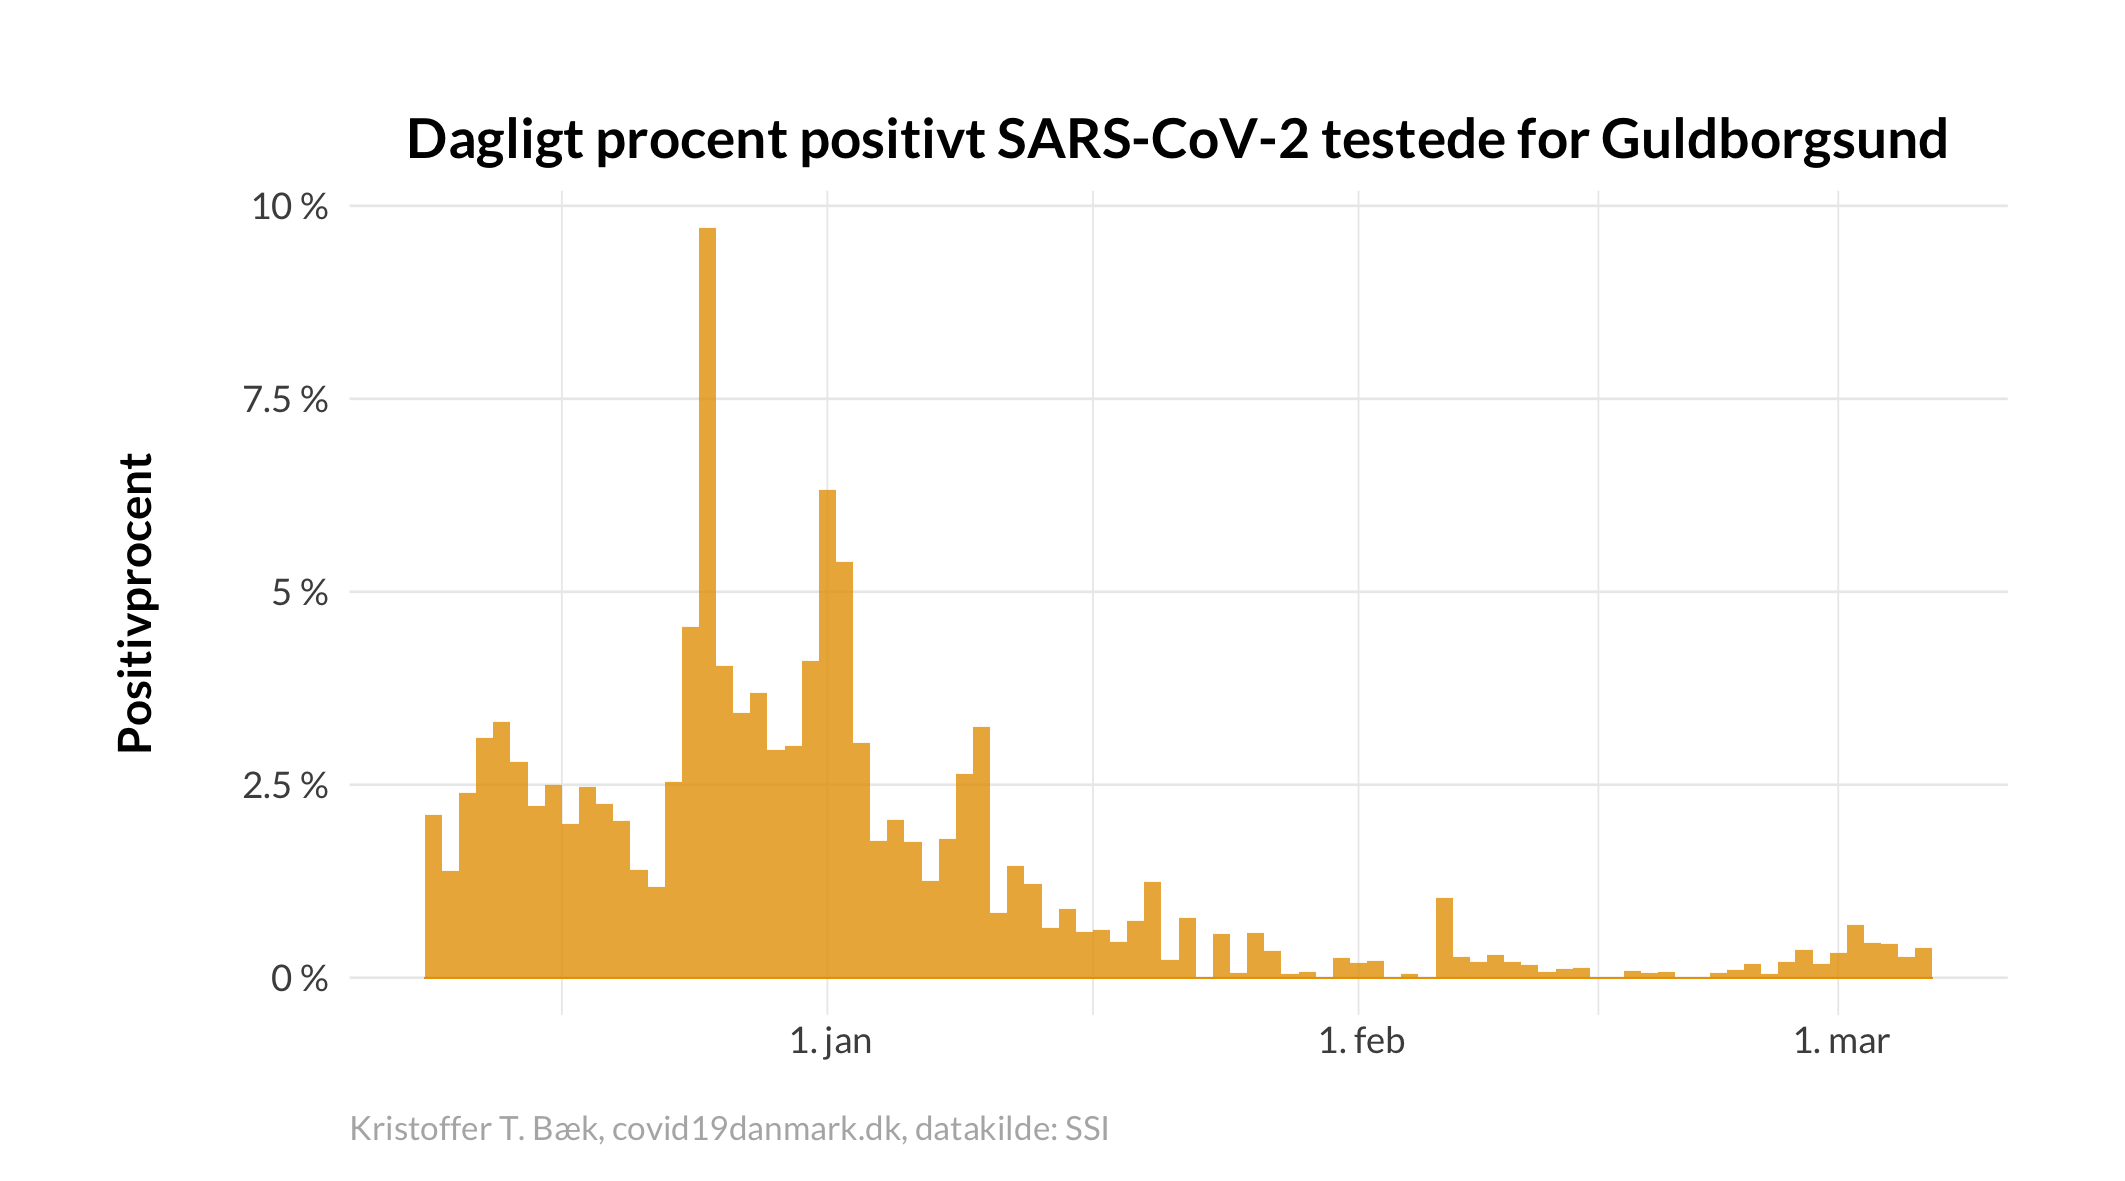 Dagligt procent positivt SARS-CoV-2 testede for Guldborgsund
Positivprocent
10 %
7.5 %
5 %
2.5 %
0 %
1. jan
1. feb
1. mar
Kristoffer T. Bæk, covid19danmark.dk, datakilde: SSI